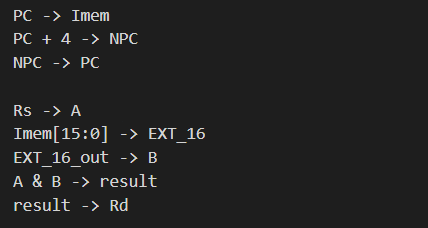 PC -> Imem
PC + 4 -> NPC
NPC -> PC
Rs -> A
Imem[15:0] -> EXT_16
EXT_16_out -> B
A & B -> result
result -> Rd